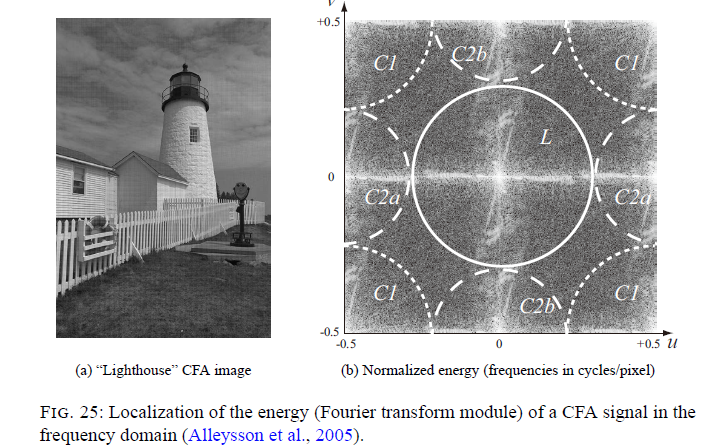 v
+0.5
C1
C2b
C1
L
0
C2a
C2a
C1
C2b
C1
-0.5
-0.5
0
+0.5 u
(a) “Lighthouse” CFA image
(b) Normalized energy (frequencies in cycles/pixel)
FIG. 25: Localization of the energy (Fourier transform module) of a CFA signal in the
frequency domain (Alleysson et al., 2005).